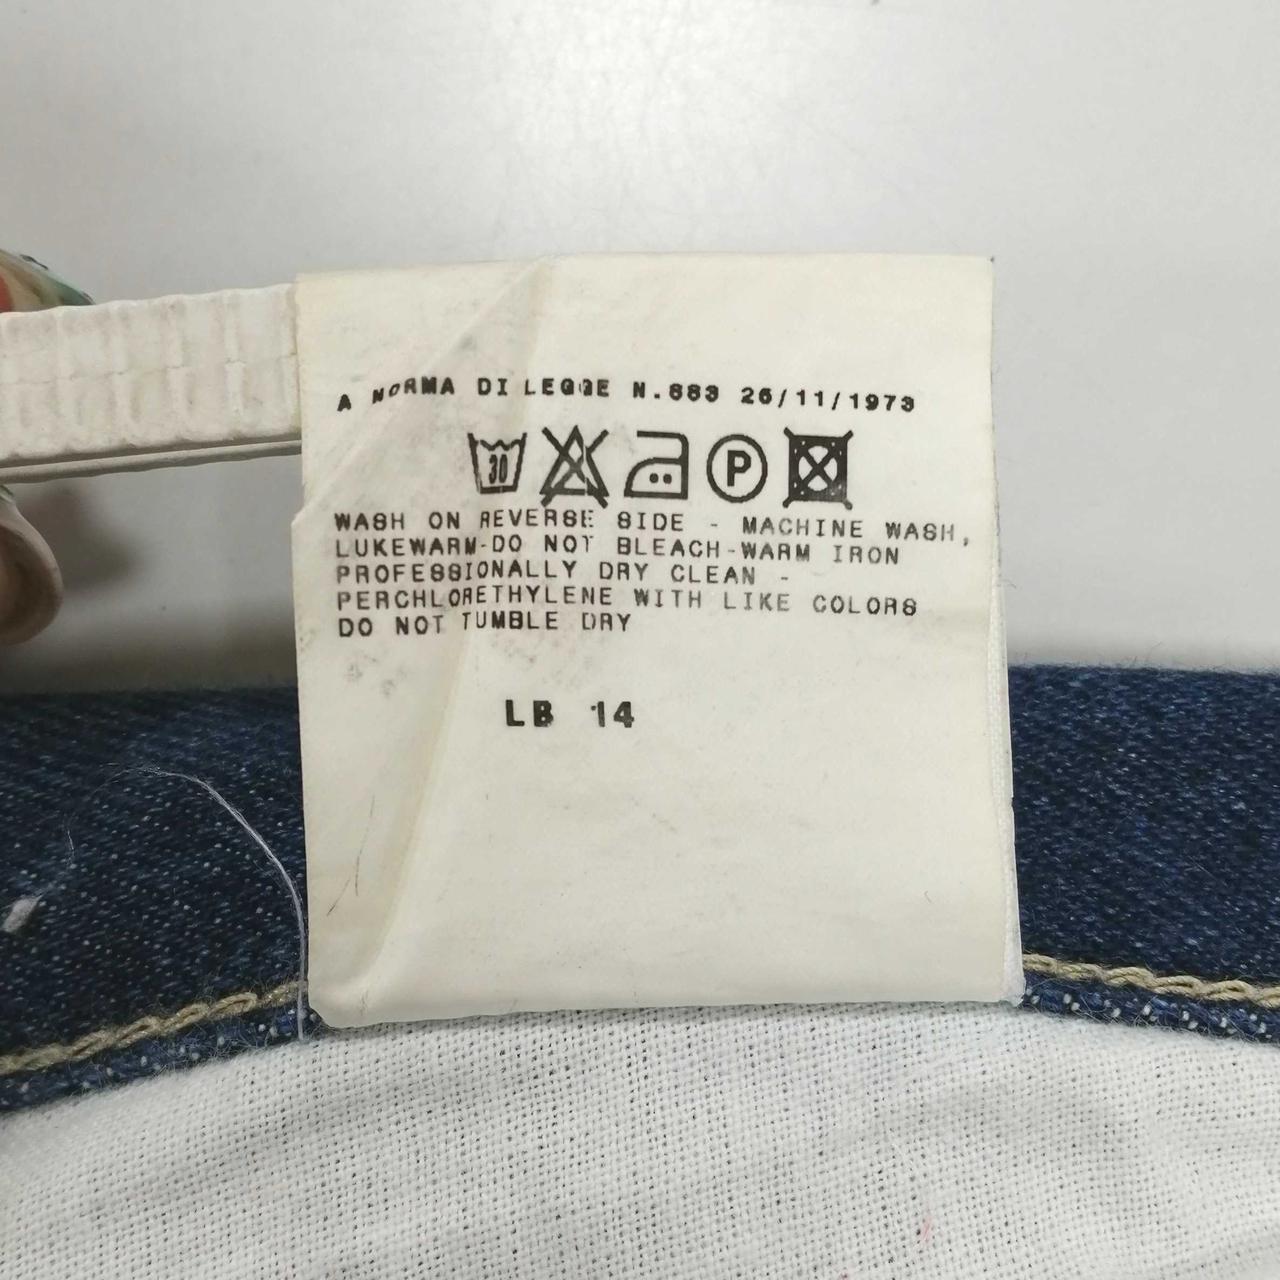 A NORMA DI LEGGE N.883 26/11/1973
30 P
WASH ON REVERSE SIDE - MACHINE WASH,
LUKEWARM-DO NOT BLEACH-WARM IRON
PROFESSIONALLY DRY CLEAN -
PERCHLORETHYLENE WITH LIKE COLORS
DO NOT TUMBLE DRY
LB 14